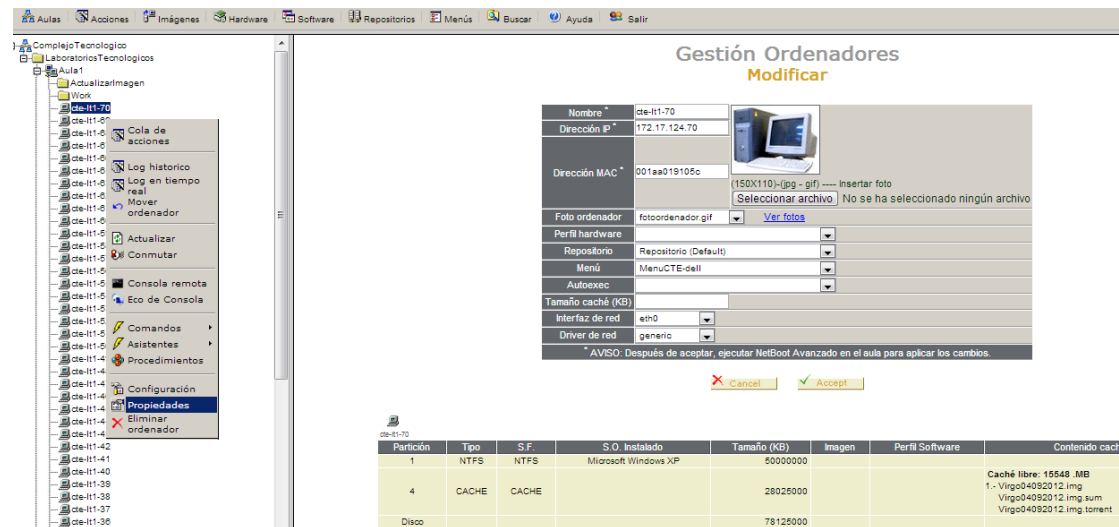 Aulas Acciones Imágenes Hardware Software Repositorios Menús Buscar Ayuda Salir
ComplejoTecnologico
LaboratoriosTecnologicos
Aula1
ActualizarImagen
Work
cte-lt1-70
Cola de
acciones
Log historico
Log en tiempo
real
Mover
ordenador
Actualizar
Conmutar
Consola remota
Eco de Consola
Comandos
Asistentes
Procedimientos
Configuración
Propiedades
Eliminar
ordenador
cte-lt1-42
cte-lt1-41
cte-lt1-40
cte-lt1-39
cte-lt1-38
cte-lt1-37
cte-lt1-36
Gestión Ordenadores
Modificar
Nombre * cte-lt1-70
Dirección IP * 172.17.124.70
Dirección MAC * 001aa019105c
(150X110)-(jpg - gif) ---- Insertar foto
Seleccionar archivo No se ha seleccionado ningún archivo
Foto ordenador fotoordenador.gif Ver fotos
Perfil hardware
Repositorio Repositorio (Default)
Menú MenuCTE-dell
Autoexec
Tamaño caché (KB)
Interfaz de red eth0
Driver de red generic
* AVISO: Después de aceptar, ejecutar NetBoot Avanzado en el aula para aplicar los cambios.
Cancel Accept
cte-lt1-70
Partición Tipo S.F. S.O. Instalado Tamaño (KB) Imagen Perfil Software Contenido cach
1 NTFS NTFS Microsoft Windows XP 50000000
4 CACHE CACHE 28025000
Caché libre: 15548 .MB
1.- Virgo04092012.img
Virgo04092012.img.sum
Virgo04092012.img.torrent
Disco 78125000